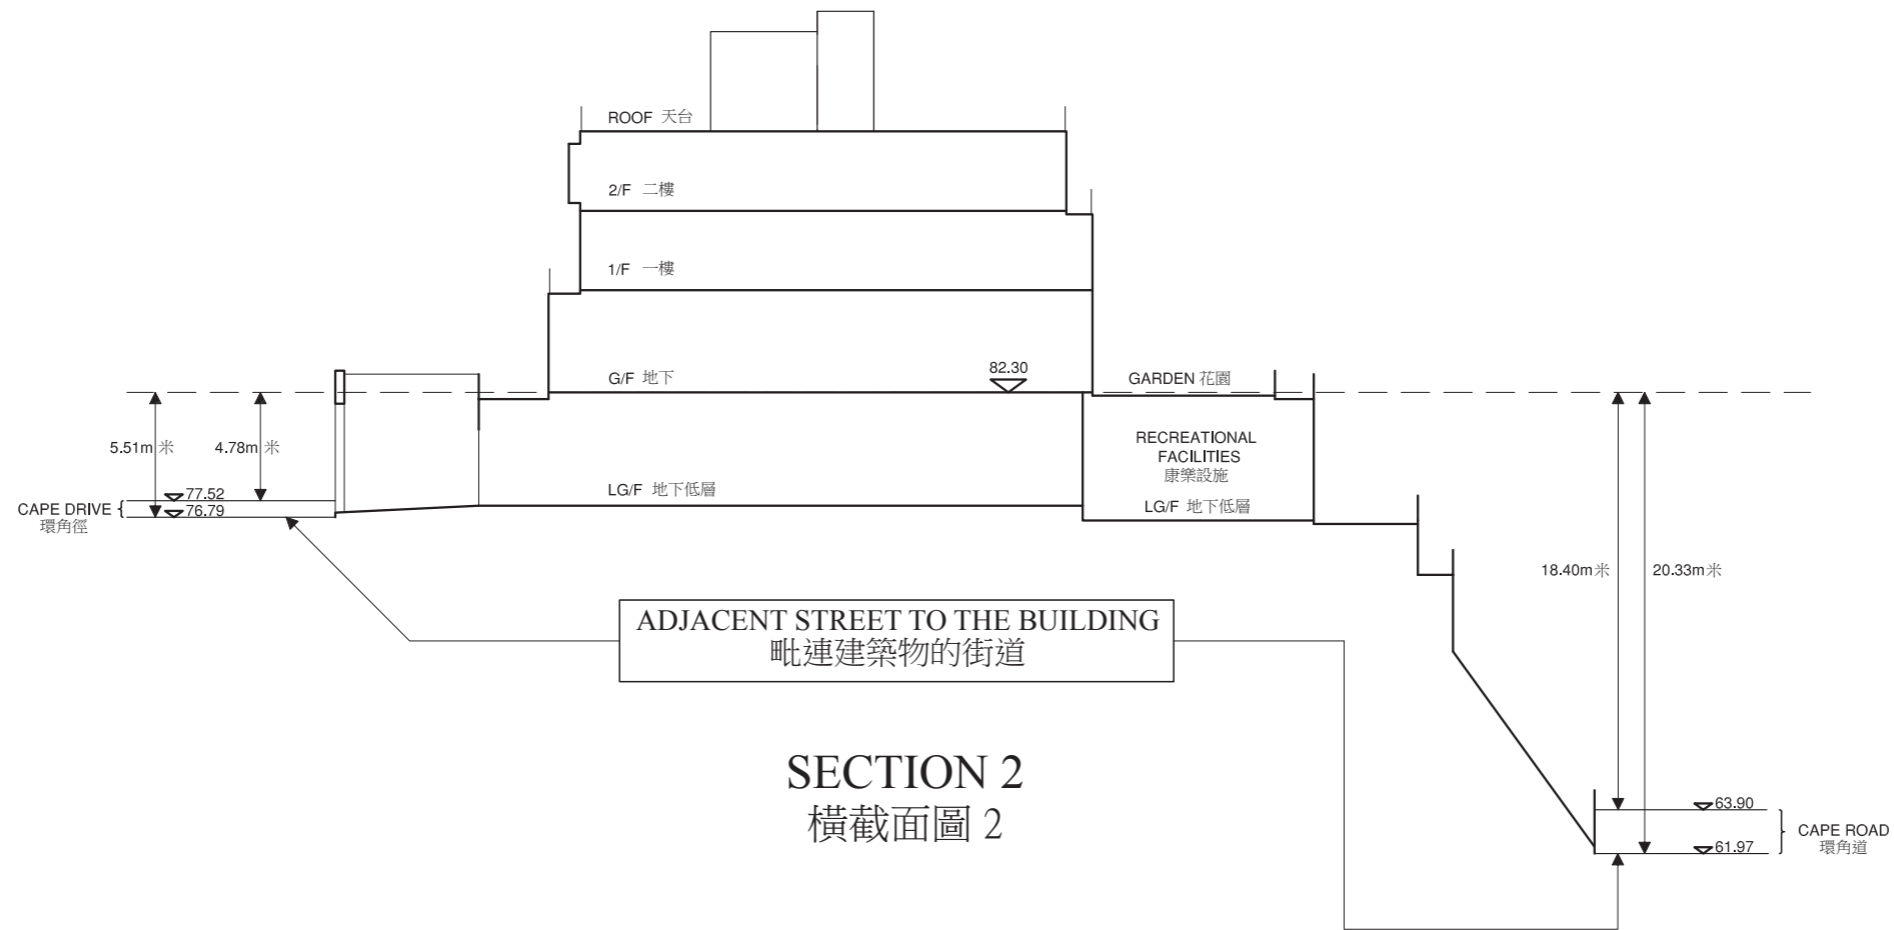 ROOF 天台
2/F 二樓
1/F 一樓
82.30
G/F 地下
GARDEN 花園
5.51m 米
4.78m 米
RECREATIONAL
FACILITIES
康樂設施
LG/F 地下低層
LG/F 地下低層
77.52
76.79
CAPE DRIVE
環角徑
18.40m 米
20.33m 米
ADJACENT STREET TO THE BUILDING
毗連建築物的街道
SECTION 2
橫截面圖 2
63.90
61.97
CAPE ROAD
環角道